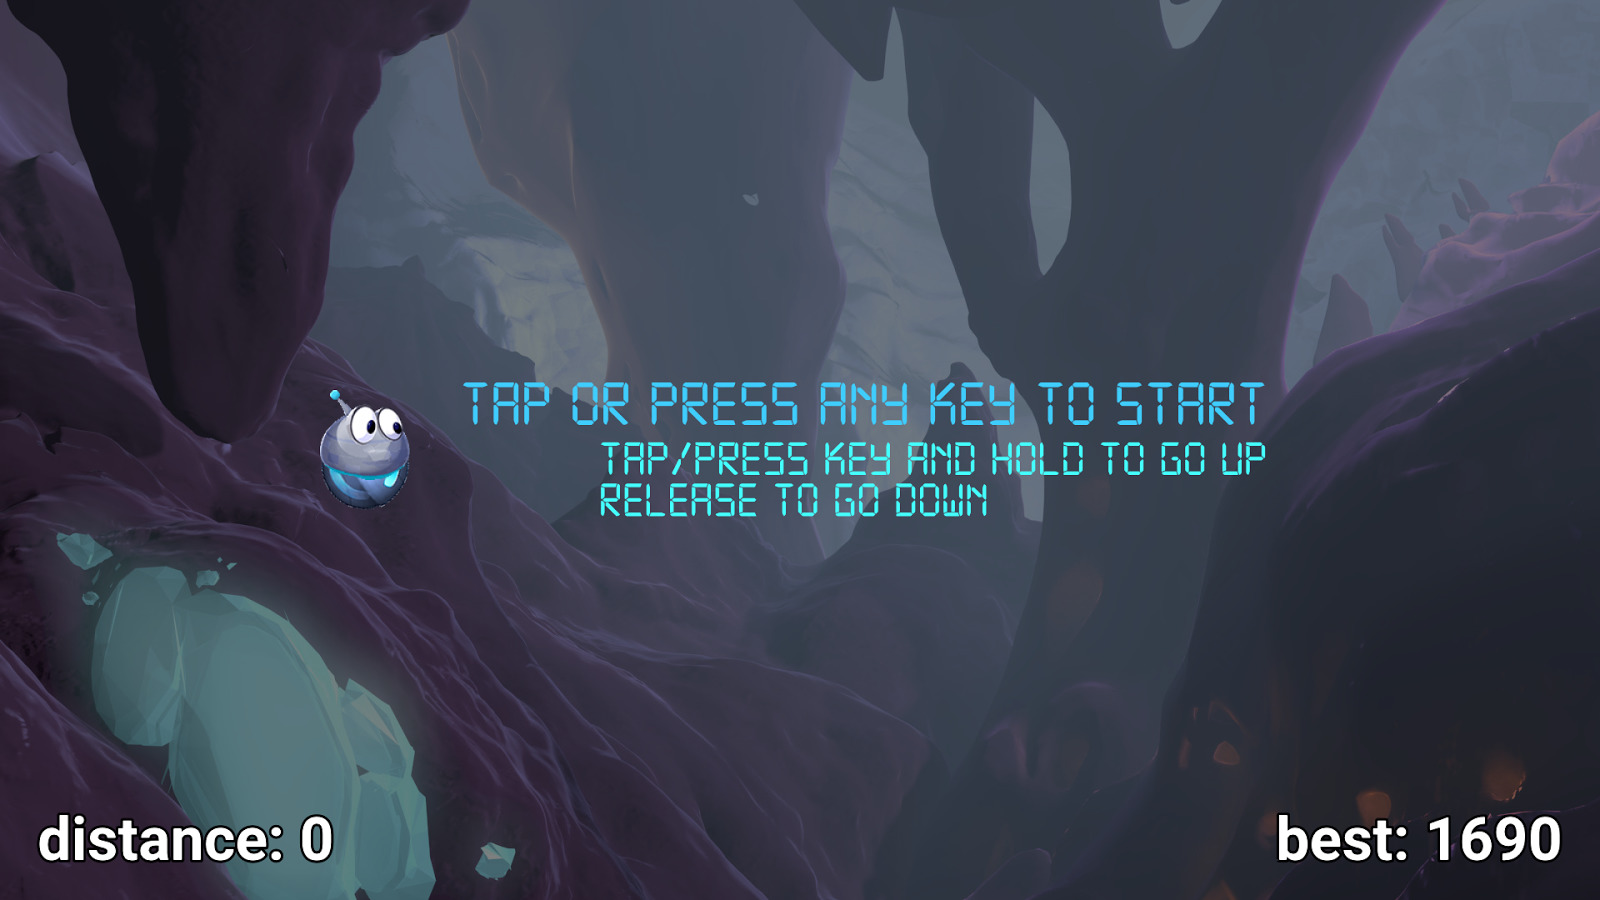 TAP OR PRESS ANY KEY TO START
TAP/PRESS KEY AND HOLD TO GO UP
RELEASE TO GO DOWN
distance: 0
best: 1690